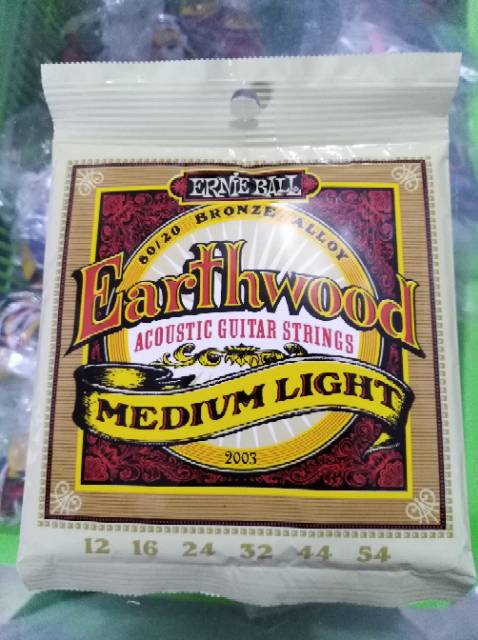 ERNIE BALL
80/20 BRONZE ALLOY
Earthwood
ACOUSTIC GUITAR STRINGS
MEDIUM LIGHT
2003
12 16 24 32 44 54